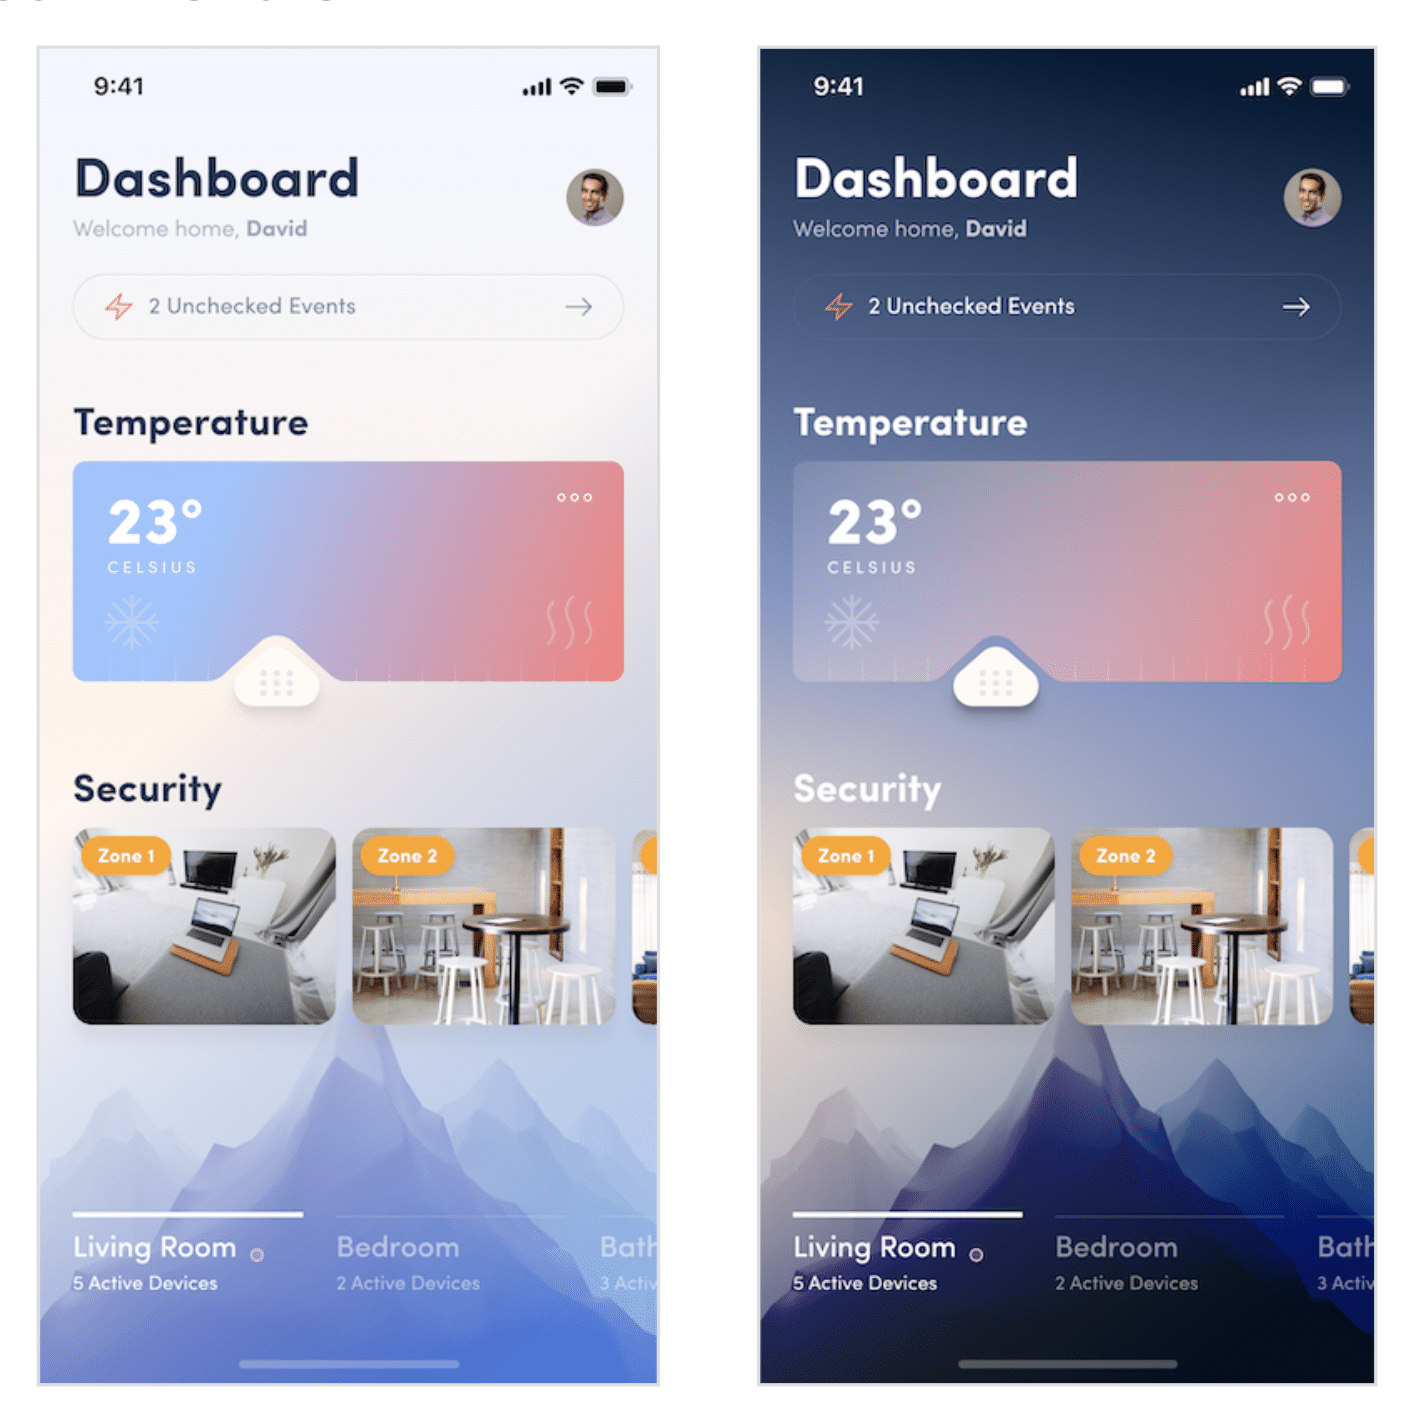 9:41
Dashboard
Welcome home, David
2 Unchecked Events
Temperature
23°
CELSIUS
Security
Zone 1
Zone 2
Living Room
5 Active Devices
Bedroom
2 Active Devices
Bath
3 Activ
9:41
Dashboard
Welcome home, David
2 Unchecked Events
Temperature
23°
CELSIUS
Security
Zone 1
Zone 2
Living Room
5 Active Devices
Bedroom
2 Active Devices
Bath
3 Activ